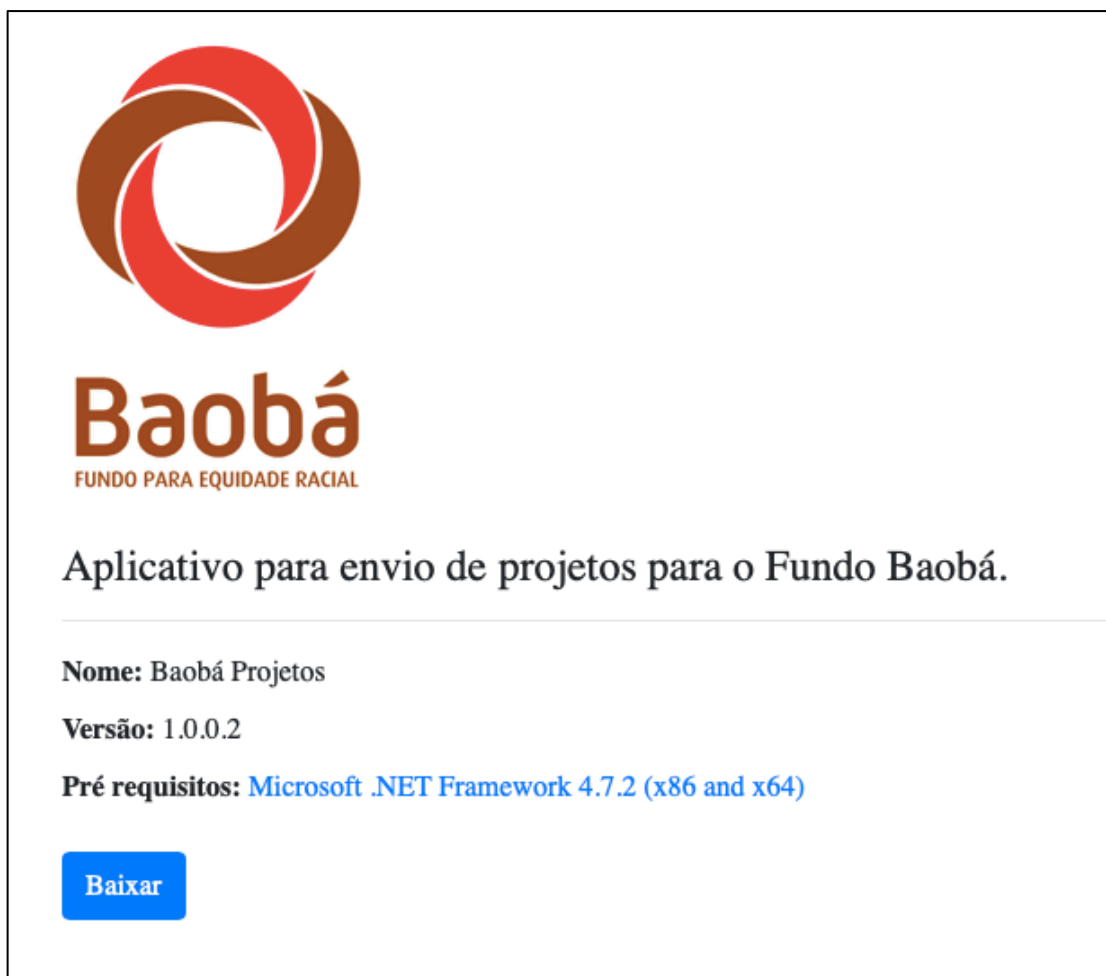 Baobá
FUNDO PARA EQUIDADE RACIAL
Aplicativo para envio de projetos para o Fundo Baobá.
Nome: Baobá Projetos
Versão: 1.0.0.2
Pré requisitos: Microsoft .NET Framework 4.7.2 (x86 and x64)
Baixar